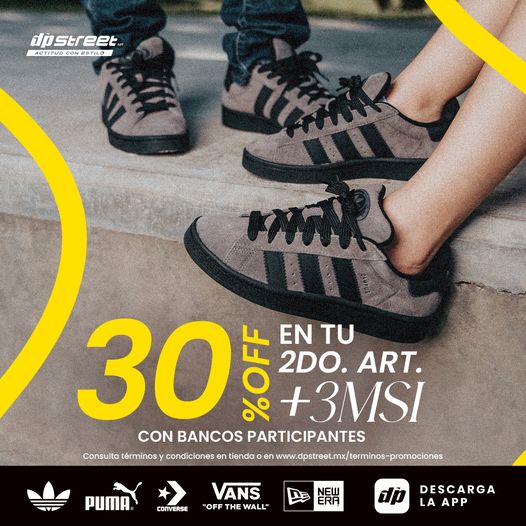 dpstreet
ACTITUD CON ESTILO
30 %OFF
EN TU
2DO. ART.
+3MSI
CON BANCOS PARTICIPANTES
Consulta términos y condiciones en tienda o en www.dpstreet.mx/terminos-promociones
adidas
PUMA
CONVERSE
VANS
"OFF THE WALL"
NEW
ERA
dp
DESCARGA
LA APP